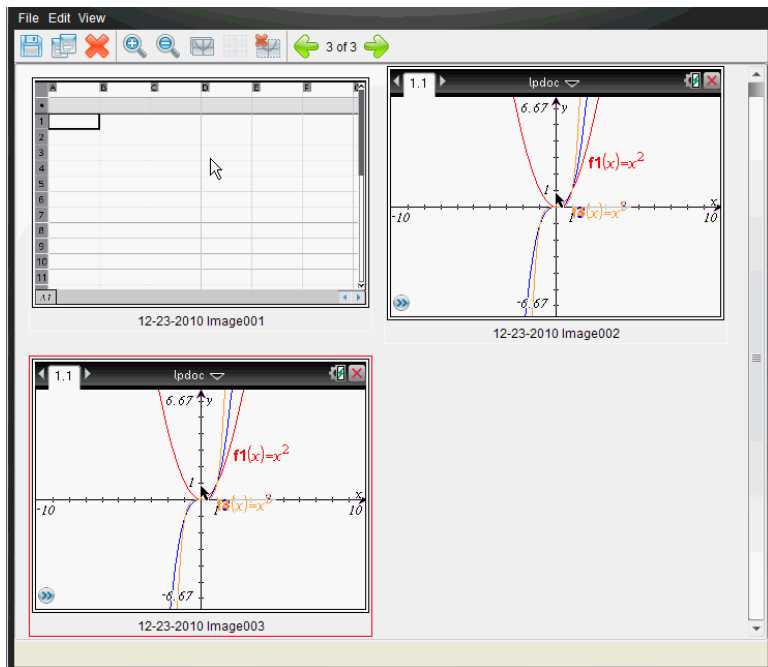 File Edit View
3 of 3
A B C D E F G
1
2
3
4
5
6
7
8
9
10
11
A1
12-23-2010 Image001
1.1 lpdoc
6.67 y
f1(x)=x²
1
x
-10 1 10
-6.67
12-23-2010 Image002
1.1 lpdoc
6.67 y
f1(x)=x²
1
x
-10 1 10
-6.67
12-23-2010 Image003